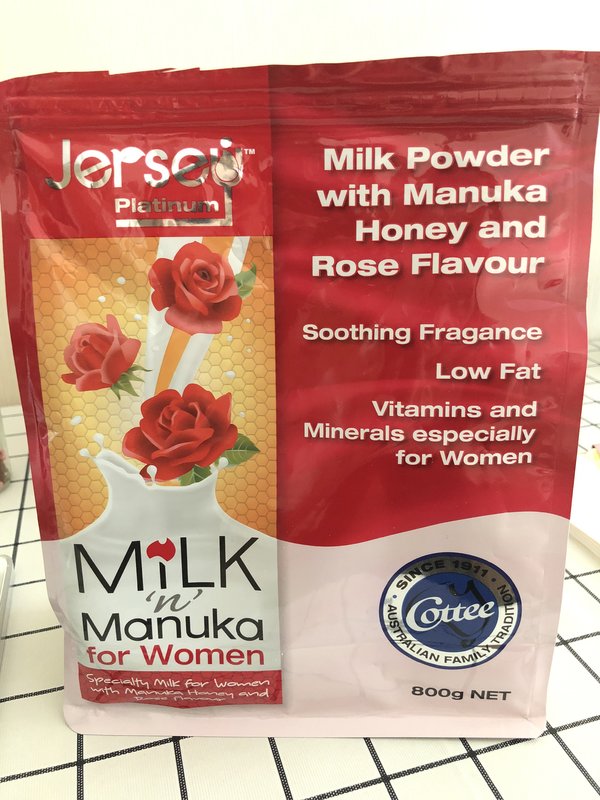 Jersey™
Platinum
Milk Powder
with Manuka
Honey and
Rose Flavour
Soothing Fragance
Low Fat
Vitamins and
Minerals especially
for Women
MiLK
'n'
Manuka
for Women
Specialty Milk for Women
with Manuka Honey and
Rose Flavour
SINCE 1911
Cottee
AUSTRALIAN FAMILY TRADITION
800g NET